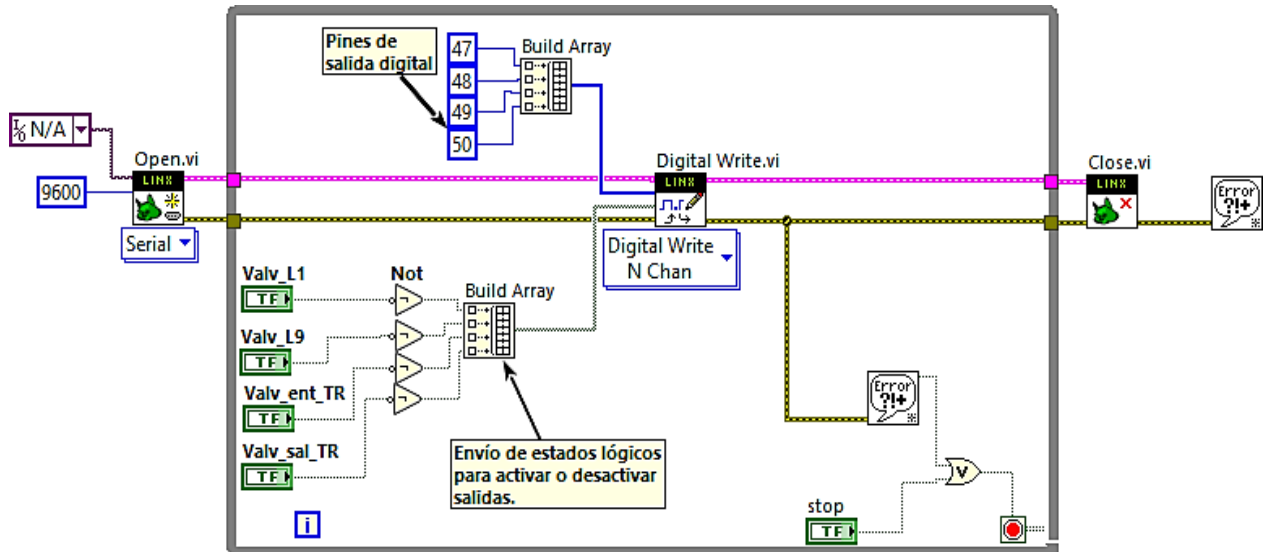 Pines de
salida digital
47
48
49
50
Build Array
I/O N/A
Open.vi
LINX
9600
Serial
Digital Write.vi
LINX
Digital Write
N Chan
Close.vi
LINX
Error
?!+
Valv_L1
TF
Not
Build Array
Valv_L9
TF
Valv_ent_TR
TF
Valv_sal_TR
TF
Envío de estados lógicos
para activar o desactivar
salidas.
Error
?!+
V
stop
TF
i